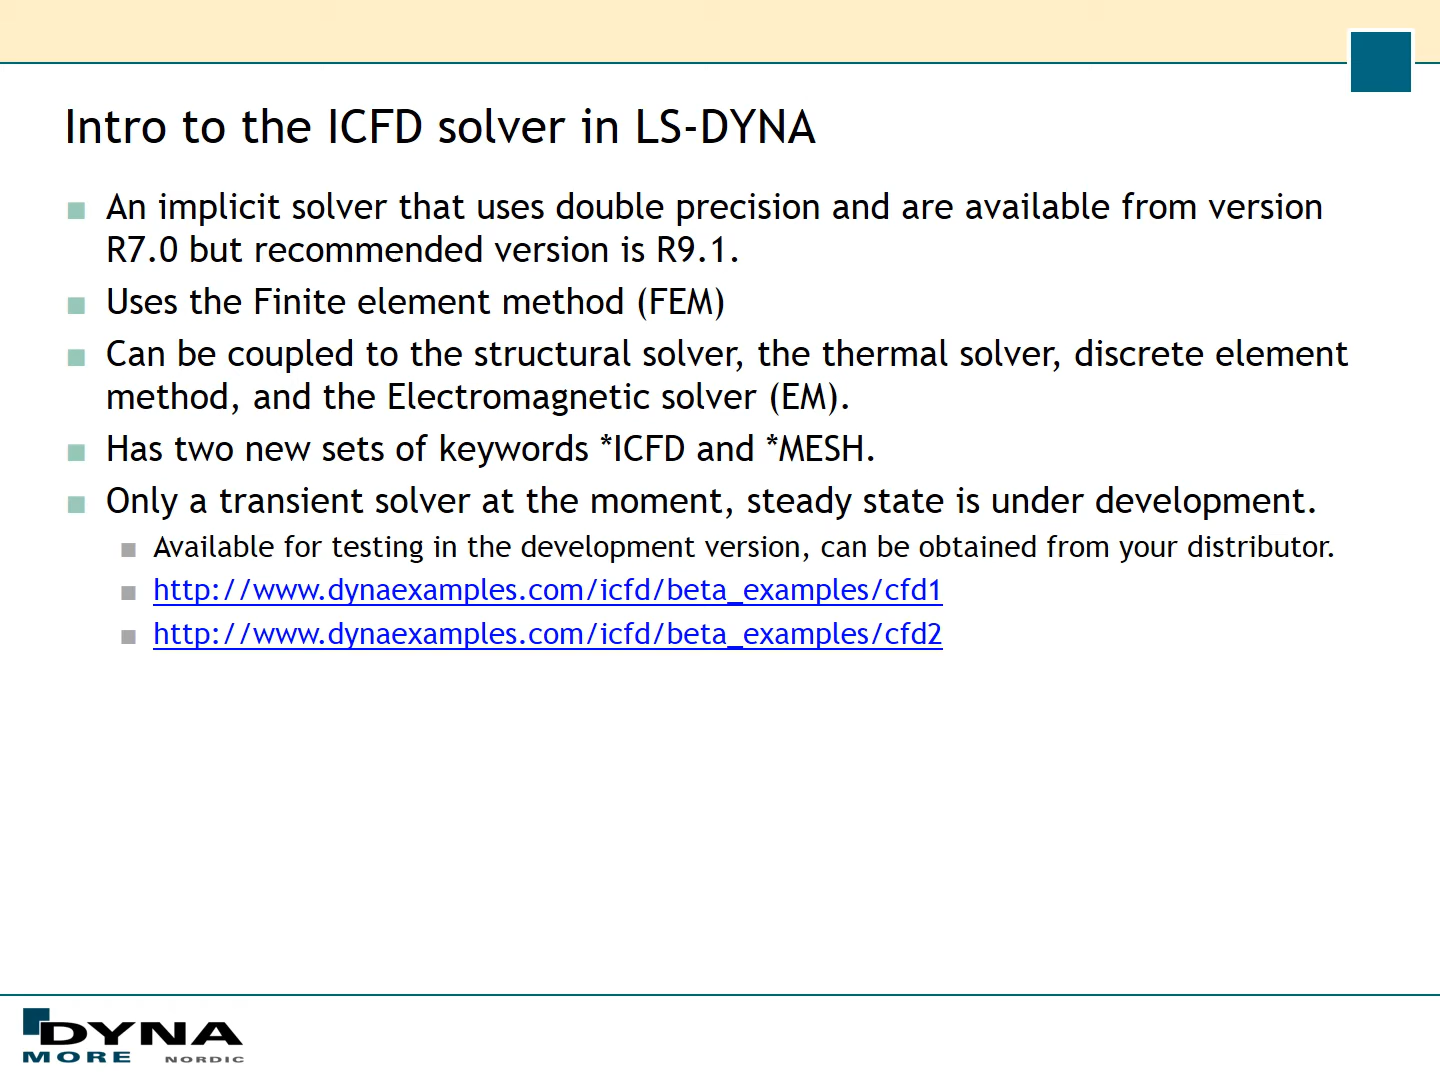 Intro to the ICFD solver in LS-DYNA
An implicit solver that uses double precision and are available from version
R7.0 but recommended version is R9.1.
Uses the Finite element method (FEM)
Can be coupled to the structural solver, the thermal solver, discrete element
method, and the Electromagnetic solver (EM).
Has two new sets of keywords *ICFD and *MESH.
Only a transient solver at the moment, steady state is under development.
Available for testing in the development version, can be obtained from your distributor.
http://www.dynaexamples.com/icfd/beta_examples/cfd1
http://www.dynaexamples.com/icfd/beta_examples/cfd2
DYNA
MORE NORDIC